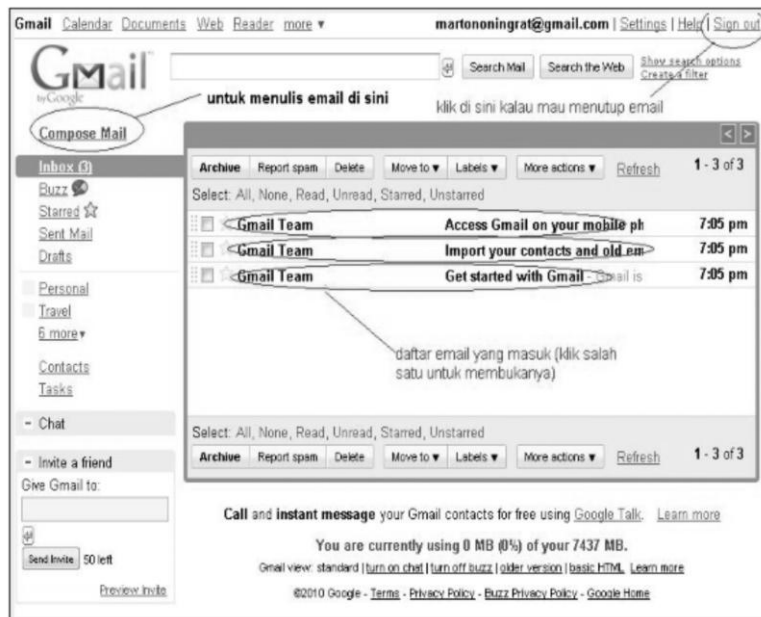 Gmail Calendar Documents Web Reader more ▼ martononingrat@gmail.com | Settings | Help | Sign out
Gmail
by Google
Search Mail Search the Web Show search options
Create a filter
untuk menulis email di sini klik di sini kalau mau menutup email
Compose Mail
< >
Inbox (3)
Archive Report spam Delete Move to ▼ Labels ▼ More actions ▼ Refresh 1 - 3 of 3
Buzz
Select: All, None, Read, Unread, Starred, Unstarred
Starred
Gmail Team Access Gmail on your mobile ph 7:05 pm
Sent Mail
Gmail Team Import your contacts and old em 7:05 pm
Drafts
Gmail Team Get started with Gmail - Gmail is 7:05 pm
Personal
Travel
6 more ▼
daftar email yang masuk (klik salah
satu untuk membukanya)
Contacts
Tasks
- Chat
Select: All, None, Read, Unread, Starred, Unstarred
Archive Report spam Delete Move to ▼ Labels ▼ More actions ▼ Refresh 1 - 3 of 3
- Invite a friend
Give Gmail to:
Send Invite 50 left
Preview Invite
Call and instant message your Gmail contacts for free using Google Talk. Learn more
You are currently using 0 MB (0%) of your 7437 MB.
Gmail view: standard | turn on chat | turn off buzz | older version | basic HTML Learn more
©2010 Google - Terms - Privacy Policy - Buzz Privacy Policy - Google Home